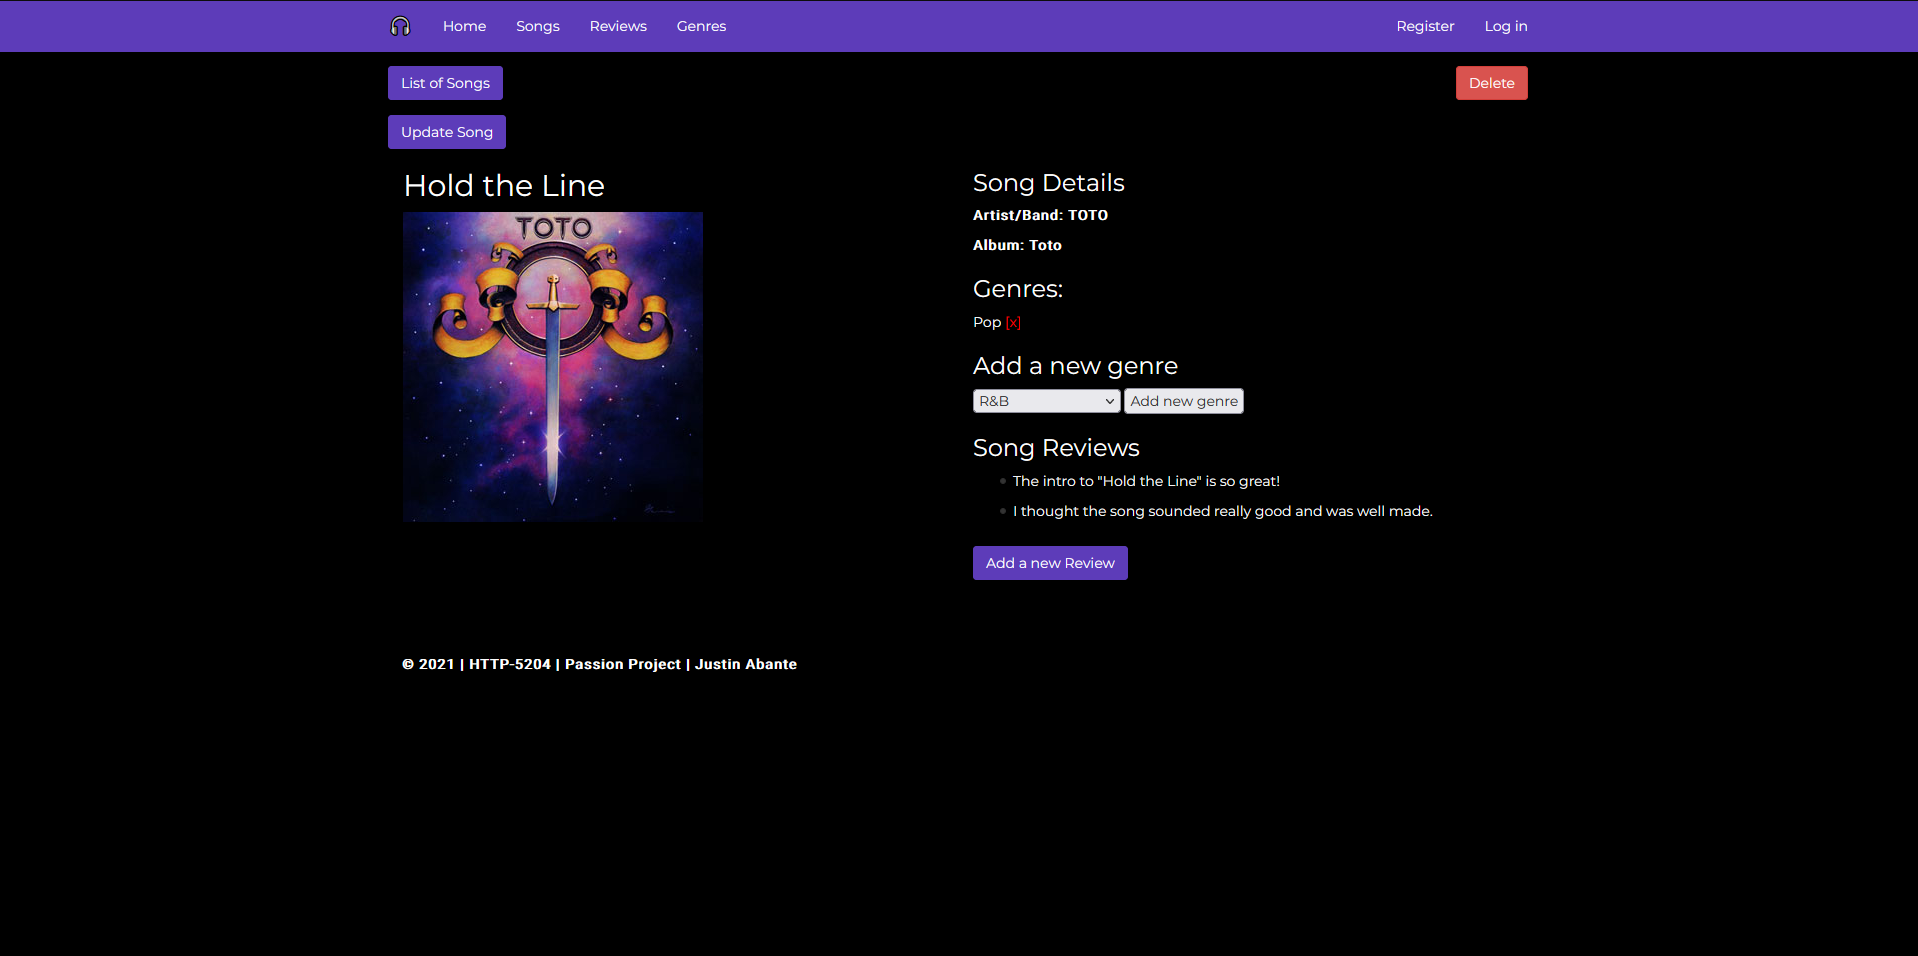 Home Songs Reviews Genres Register Log in
List of Songs Delete
Update Song
Hold the Line
TOTO
Song Details
Artist/Band: TOTO
Album: Toto
Genres:
Pop [x]
Add a new genre
R&B Add new genre
Song Reviews
The intro to "Hold the Line" is so great!
I thought the song sounded really good and was well made.
Add a new Review
© 2021 | HTTP-5204 | Passion Project | Justin Abante